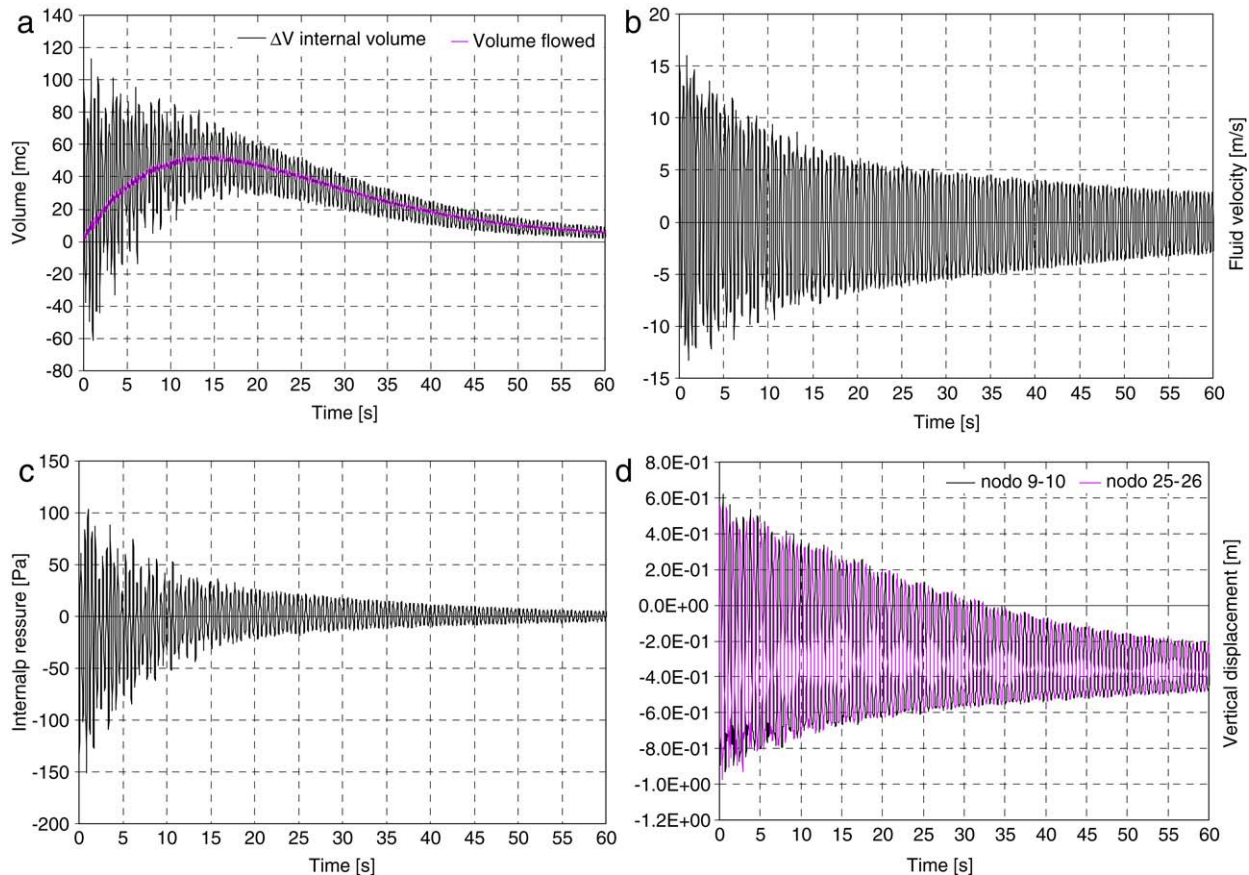 a
140
120
100
80
60
40
20
0
-20
-40
-60
-80
Volume [mc]
ΔV internal volume
Volume flowed
0 5 10 15 20 25 30 35 40 45 50 55 60
Time [s]
b
20
15
10
5
0
-5
-10
-15
Fluid velocity [m/s]
0 5 10 15 20 25 30 35 40 45 50 55 60
Time [s]
c
150
100
50
0
-50
-100
-150
-200
Internalp ressure [Pa]
0 5 10 15 20 25 30 35 40 45 50 55 60
Time [s]
d
8.0E-01
6.0E-01
4.0E-01
2.0E-01
0.0E+00
-2.0E-01
-4.0E-01
-6.0E-01
-8.0E-01
-1.0E+00
-1.2E+00
nodo 9-10
nodo 25-26
Vertical displacement [m]
0 5 10 15 20 25 30 35 40 45 50 55 60
Time [s]